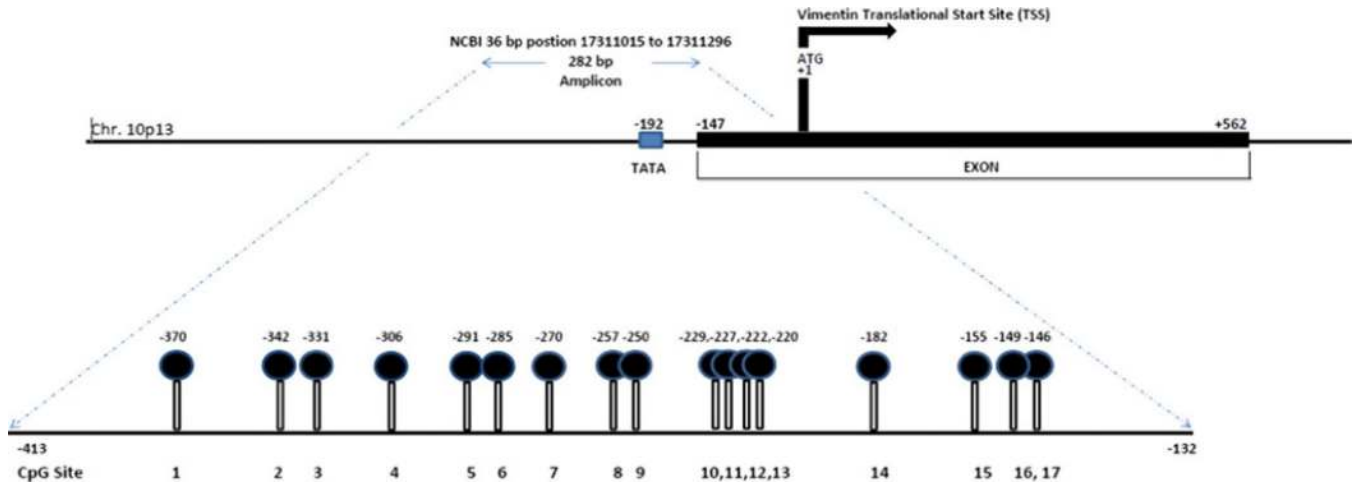 Vimentin Translational Start Site (TSS)
NCBI 36 bp postion 17311015 to 17311296
282 bp
Amplicon
ATG
+1
Chr. 10p13
-192
-147
+562
TATA
EXON
-370 -342 -331 -306 -291 -285 -270 -257 -250 -229,-227,-222,-220 -182 -155 -149 -146
-413 -132
CpG Site 1 2 3 4 5 6 7 8 9 10,11,12,13 14 15 16, 17